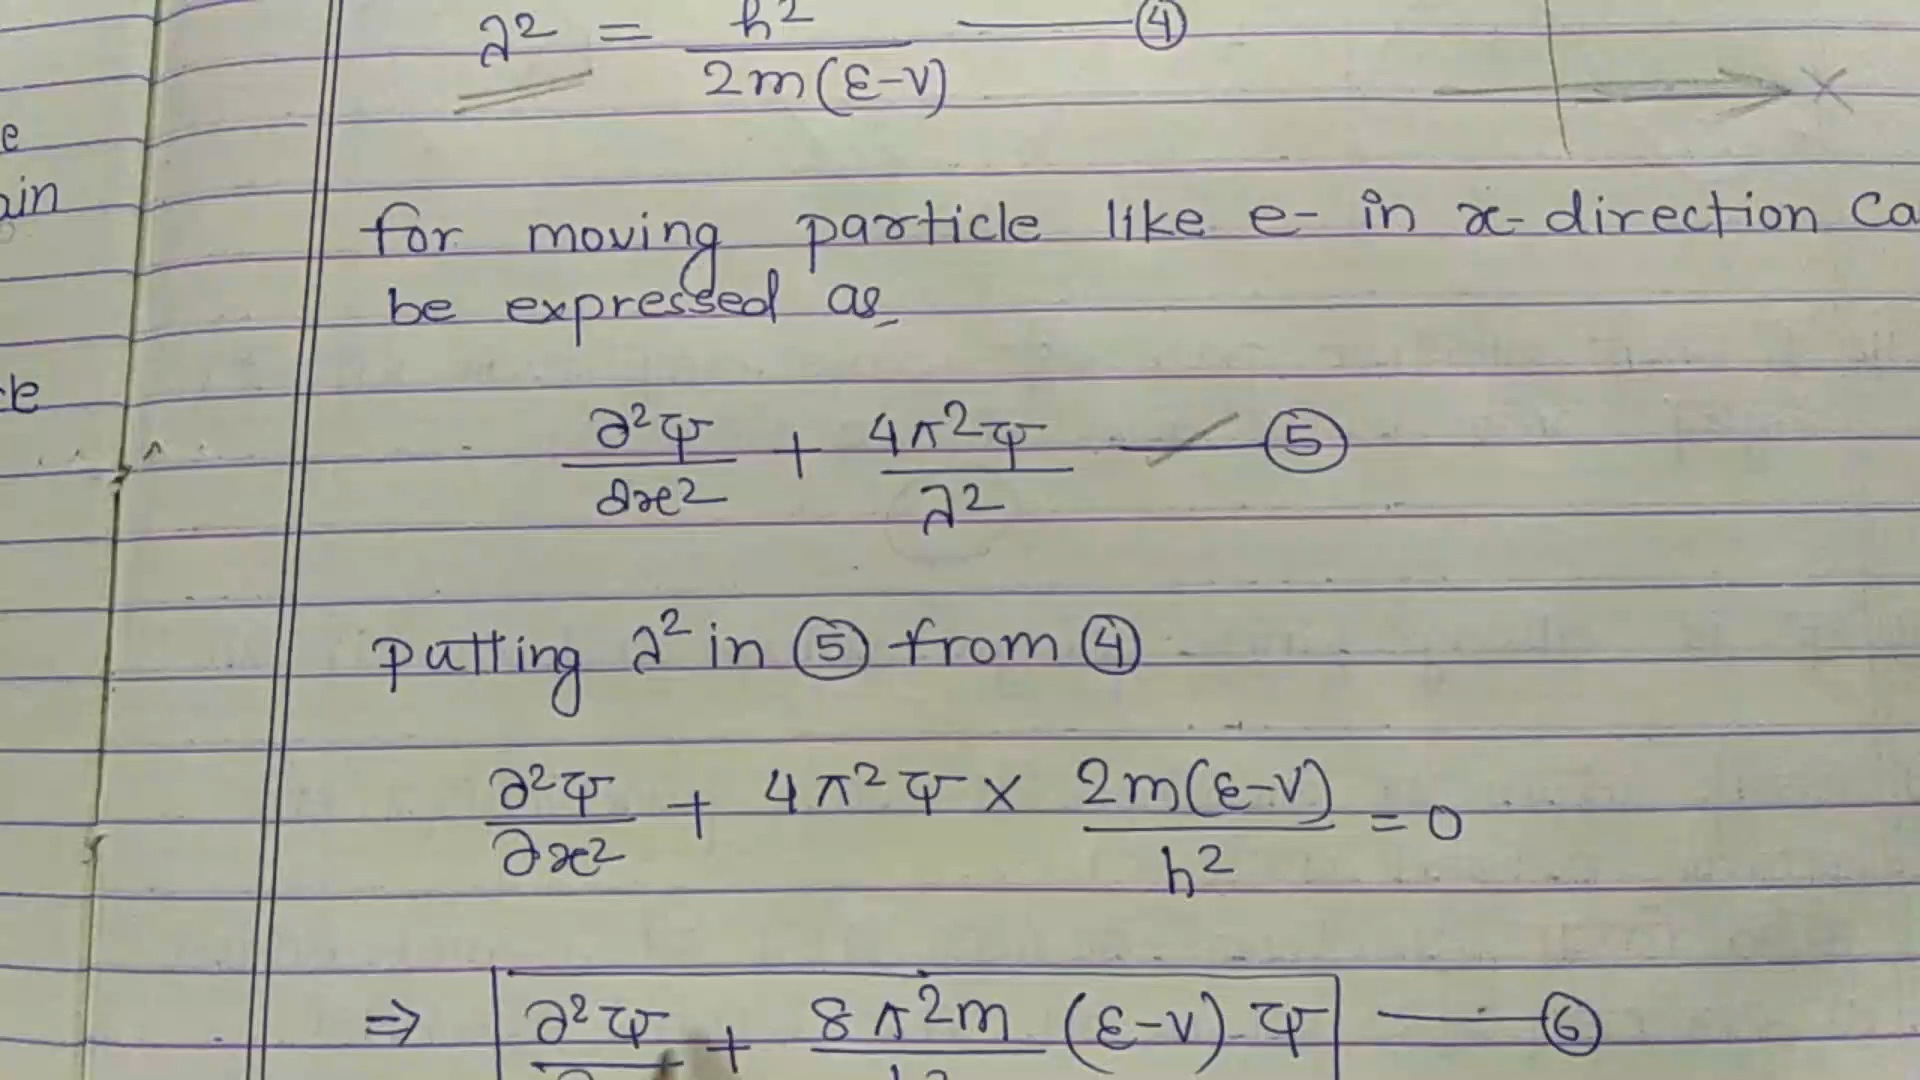 λ² = h² / 2m(E-V) —— ④
X
e
ain
for moving particle like e- in x-direction Ca
be expressed as
∂²ψ/∂x² + 4π²ψ/λ² —— ⑤
putting λ² in ⑤ from ④
∂²ψ/∂x² + 4π²ψ × 2m(E-V)/h² = 0
⇒ ∂²ψ + 8π²m (E-V) ψ —— ⑥